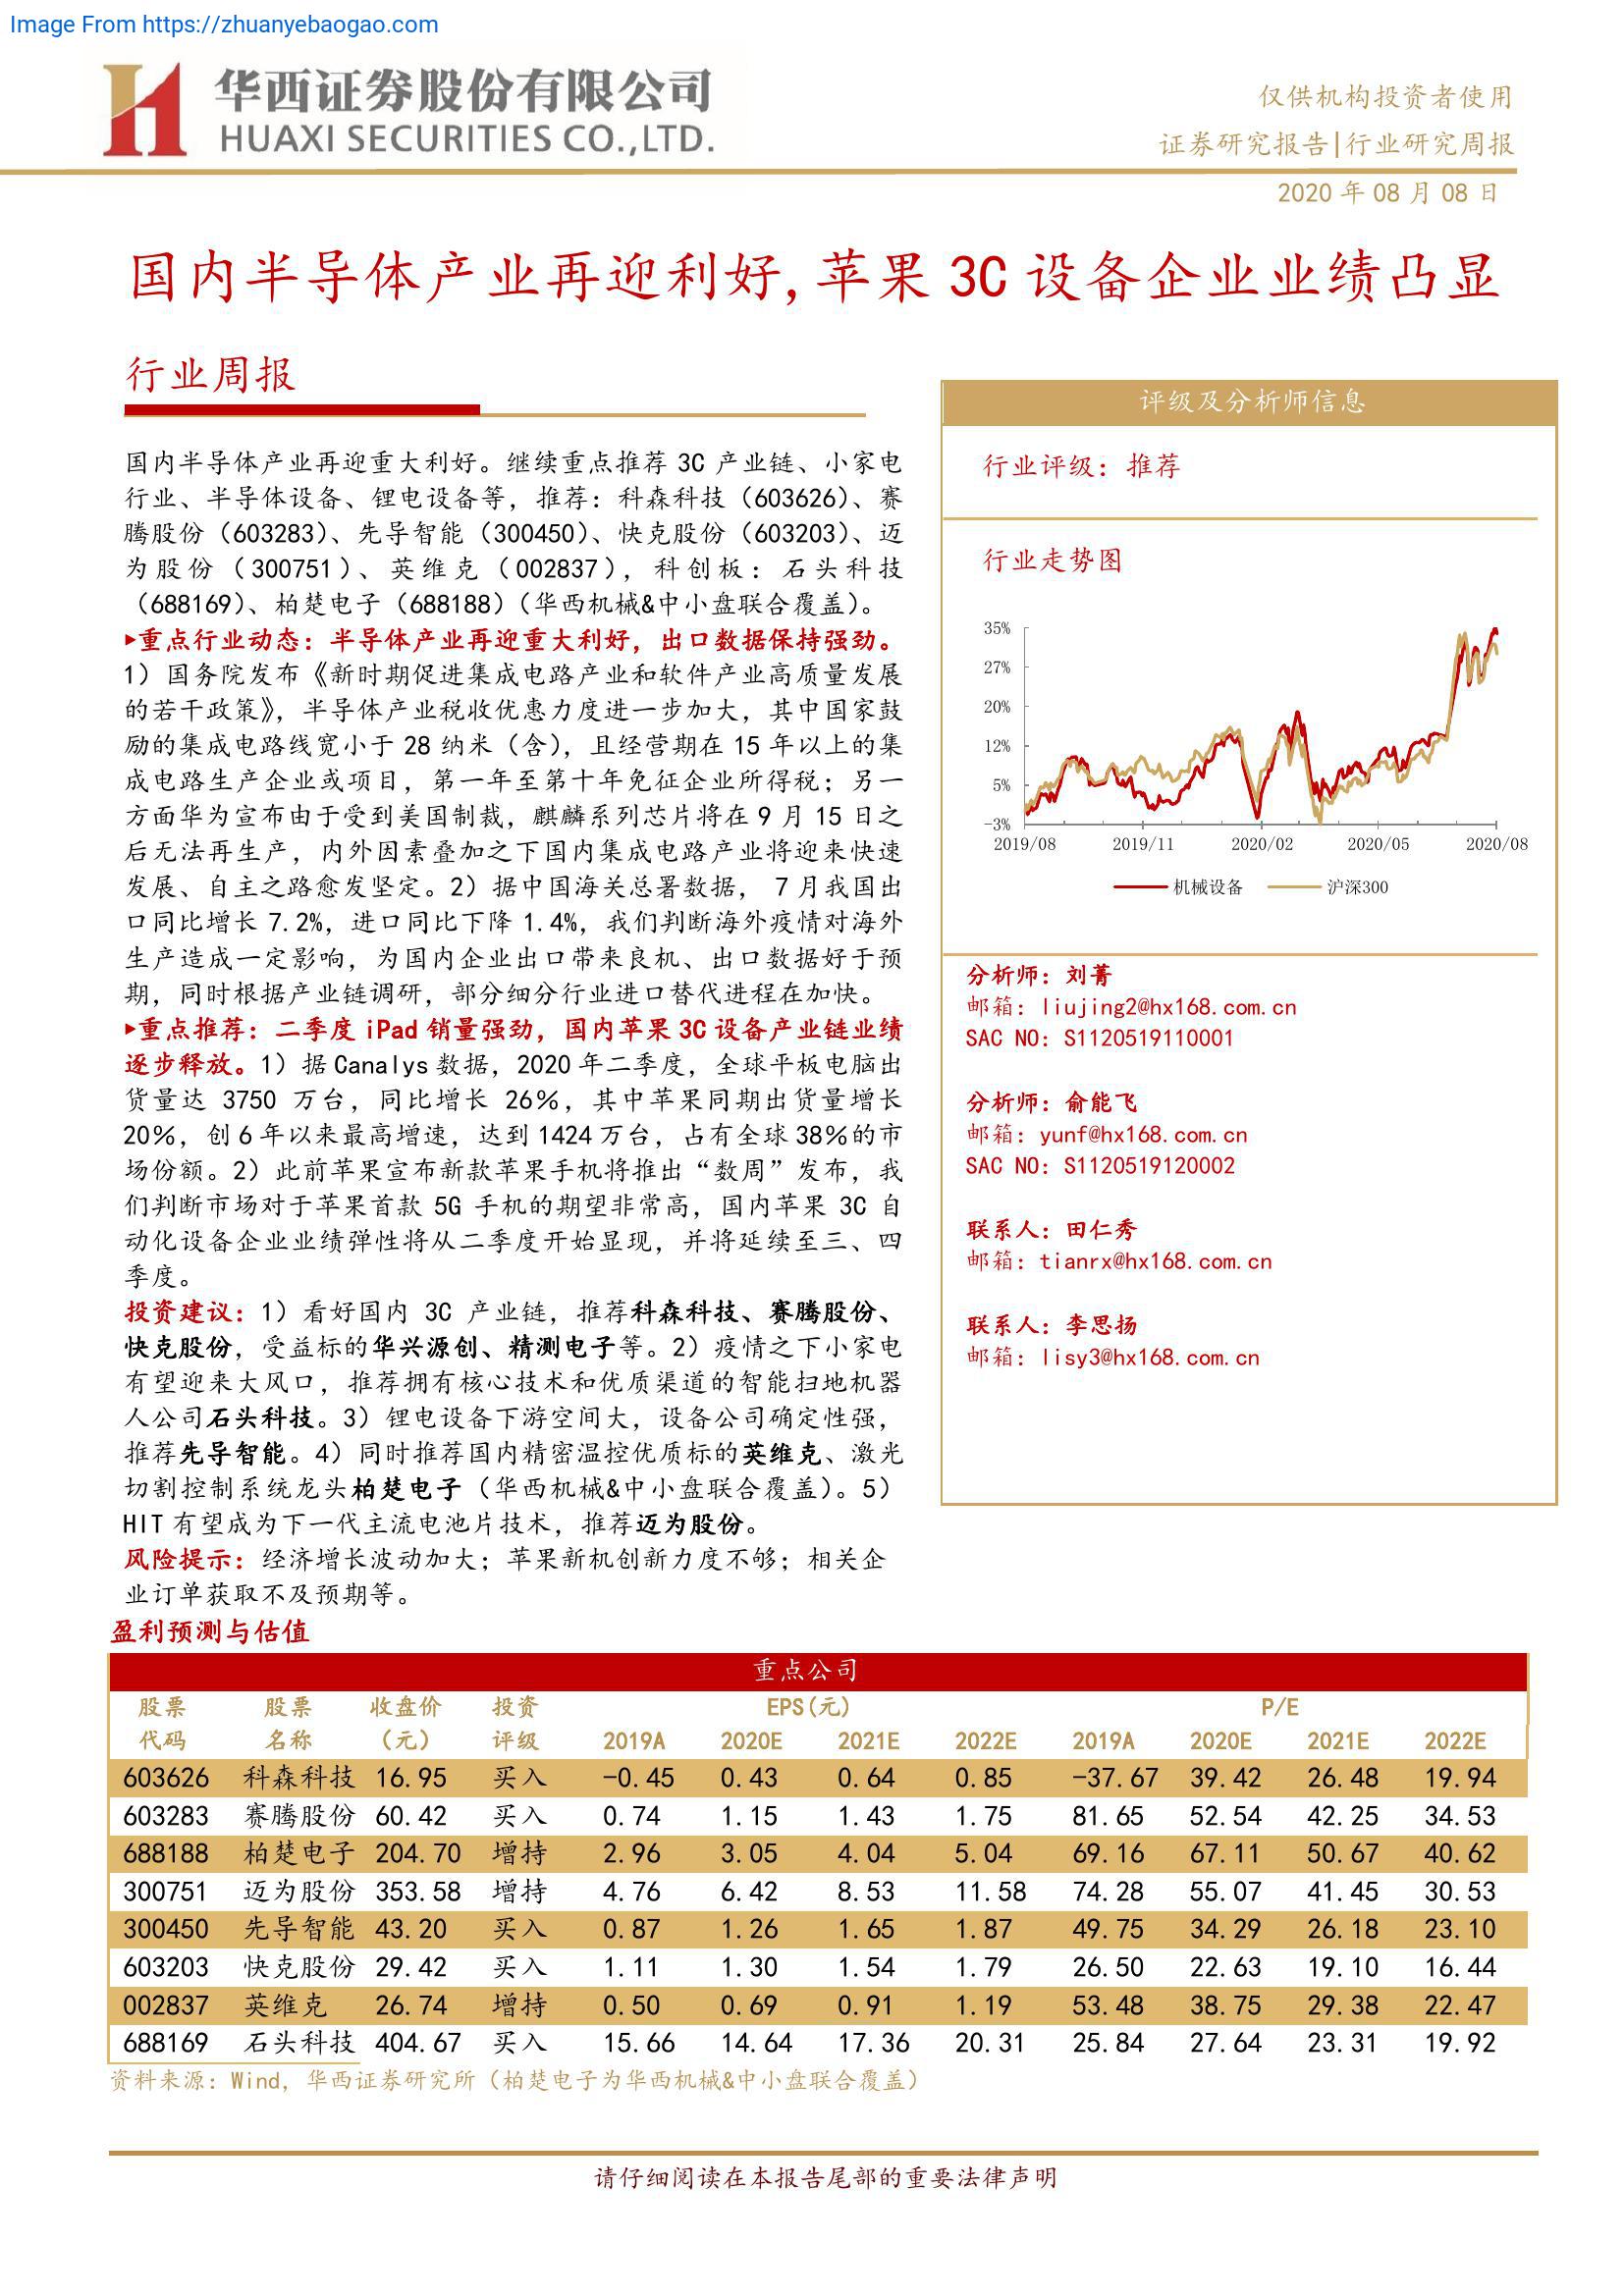 Image From https://zhuanyebaogao.com
华西证券股份有限公司
HUAXI SECURITIES CO.,LTD.
仅供机构投资者使用
证券研究报告|行业研究周报
2020 年 08 月 08 日
国内半导体产业再迎利好,苹果 3C 设备企业业绩凸显
行业周报
国内半导体产业再迎重大利好。继续重点推荐 3C 产业链、小家电
行业、半导体设备、锂电设备等，推荐：科森科技（603626）、赛
腾股份（603283）、先导智能（300450）、快克股份（603203）、迈
为股份（300751）、英维克（002837），科创板：石头科技
（688169）、柏楚电子（688188）（华西机械&中小盘联合覆盖）。
▶重点行业动态：半导体产业再迎重大利好，出口数据保持强劲。
1）国务院发布《新时期促进集成电路产业和软件产业高质量发展
的若干政策》，半导体产业税收优惠力度进一步加大，其中国家鼓
励的集成电路线宽小于 28 纳米（含），且经营期在 15 年以上的集
成电路生产企业或项目，第一年至第十年免征企业所得税；另一
方面华为宣布由于受到美国制裁，麒麟系列芯片将在 9 月 15 日之
后无法再生产，内外因素叠加之下国内集成电路产业将迎来快速
发展、自主之路愈发坚定。2）据中国海关总署数据， 7 月我国出
口同比增长 7.2%，进口同比下降 1.4%，我们判断海外疫情对海外
生产造成一定影响，为国内企业出口带来良机、出口数据好于预
期，同时根据产业链调研，部分细分行业进口替代进程在加快。
▶重点推荐：二季度 iPad 销量强劲，国内苹果 3C 设备产业链业绩
逐步释放。1）据 Canalys 数据，2020 年二季度，全球平板电脑出
货量达 3750 万台，同比增长 26%，其中苹果同期出货量增长
20%，创 6 年以来最高增速，达到 1424 万台，占有全球 38%的市
场份额。2）此前苹果宣布新款苹果手机将推出“数周”发布，我
们判断市场对于苹果首款 5G 手机的期望非常高，国内苹果 3C 自
动化设备企业业绩弹性将从二季度开始显现，并将延续至三、四
季度。
投资建议：1）看好国内 3C 产业链，推荐科森科技、赛腾股份、
快克股份，受益标的华兴源创、精测电子等。2）疫情之下小家电
有望迎来大风口，推荐拥有核心技术和优质渠道的智能扫地机器
人公司石头科技。3）锂电设备下游空间大，设备公司确定性强，
推荐先导智能。4）同时推荐国内精密温控优质标的英维克、激光
切割控制系统龙头柏楚电子（华西机械&中小盘联合覆盖）。5）
HIT 有望成为下一代主流电池片技术，推荐迈为股份。
风险提示：经济增长波动加大；苹果新机创新力度不够；相关企
业订单获取不及预期等。
评级及分析师信息
行业评级：推荐
行业走势图
35%
27%
20%
12%
5%
-3%
2019/08 2019/11 2020/02 2020/05 2020/08
机械设备 沪深300
分析师：刘菁
邮箱：liujing2@hx168.com.cn
SAC NO：S1120519110001
分析师：俞能飞
邮箱：yunf@hx168.com.cn
SAC NO：S1120519120002
联系人：田仁秀
邮箱：tianrx@hx168.com.cn
联系人：李思扬
邮箱：lisy3@hx168.com.cn
盈利预测与估值
重点公司
股票 股票 收盘价 投资 EPS(元) P/E
代码 名称 （元） 评级 2019A 2020E 2021E 2022E 2019A 2020E 2021E 2022E
603626 科森科技 16.95 买入 -0.45 0.43 0.64 0.85 -37.67 39.42 26.48 19.94
603283 赛腾股份 60.42 买入 0.74 1.15 1.43 1.75 81.65 52.54 42.25 34.53
688188 柏楚电子 204.70 增持 2.96 3.05 4.04 5.04 69.16 67.11 50.67 40.62
300751 迈为股份 353.58 增持 4.76 6.42 8.53 11.58 74.28 55.07 41.45 30.53
300450 先导智能 43.20 买入 0.87 1.26 1.65 1.87 49.75 34.29 26.18 23.10
603203 快克股份 29.42 买入 1.11 1.30 1.54 1.79 26.50 22.63 19.10 16.44
002837 英维克 26.74 增持 0.50 0.69 0.91 1.19 53.48 38.75 29.38 22.47
688169 石头科技 404.67 买入 15.66 14.64 17.36 20.31 25.84 27.64 23.31 19.92
资料来源：Wind，华西证券研究所（柏楚电子为华西机械&中小盘联合覆盖）
请仔细阅读在本报告尾部的重要法律声明